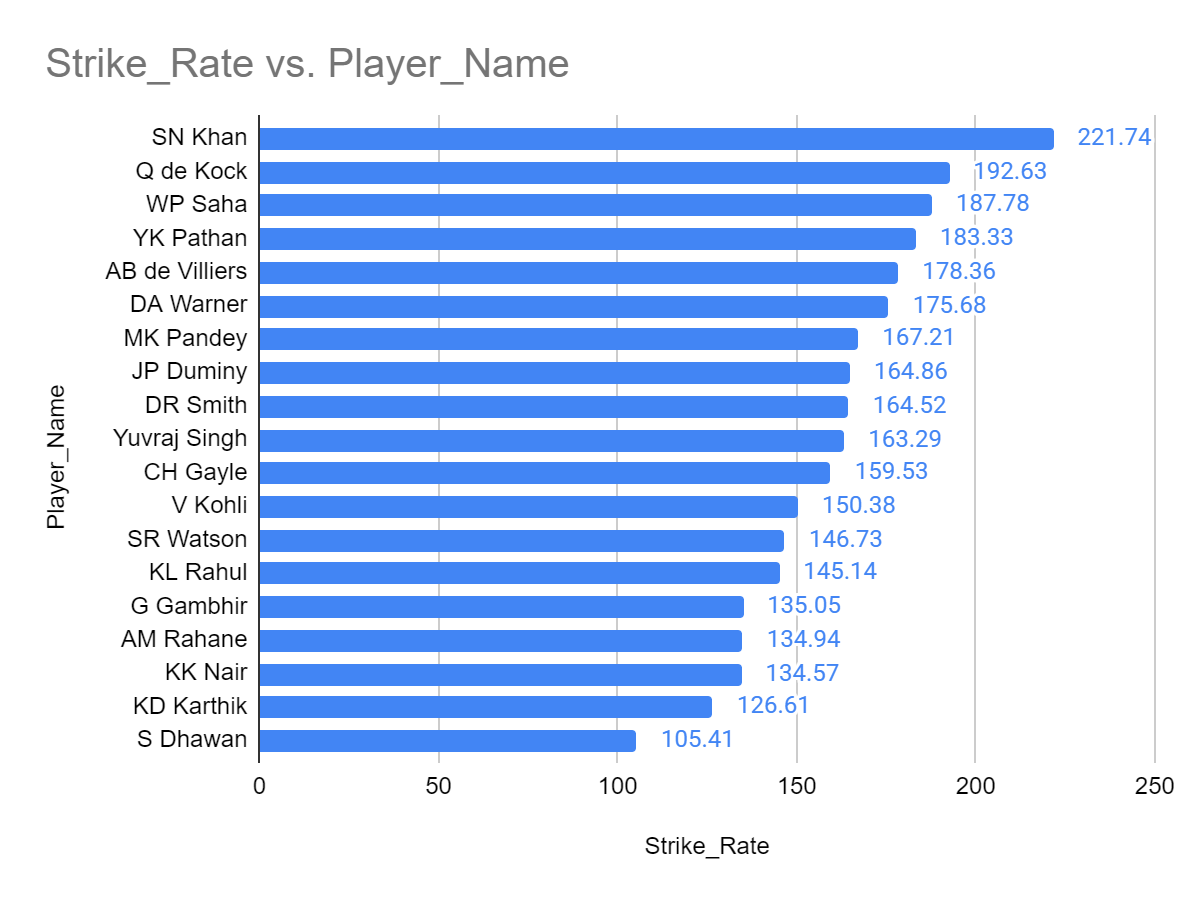 Strike_Rate vs. Player_Name
Player_Name
SN Khan 221.74
Q de Kock 192.63
WP Saha 187.78
YK Pathan 183.33
AB de Villiers 178.36
DA Warner 175.68
MK Pandey 167.21
JP Duminy 164.86
DR Smith 164.52
Yuvraj Singh 163.29
CH Gayle 159.53
V Kohli 150.38
SR Watson 146.73
KL Rahul 145.14
G Gambhir 135.05
AM Rahane 134.94
KK Nair 134.57
KD Karthik 126.61
S Dhawan 105.41
0 50 100 150 200 250
Strike_Rate